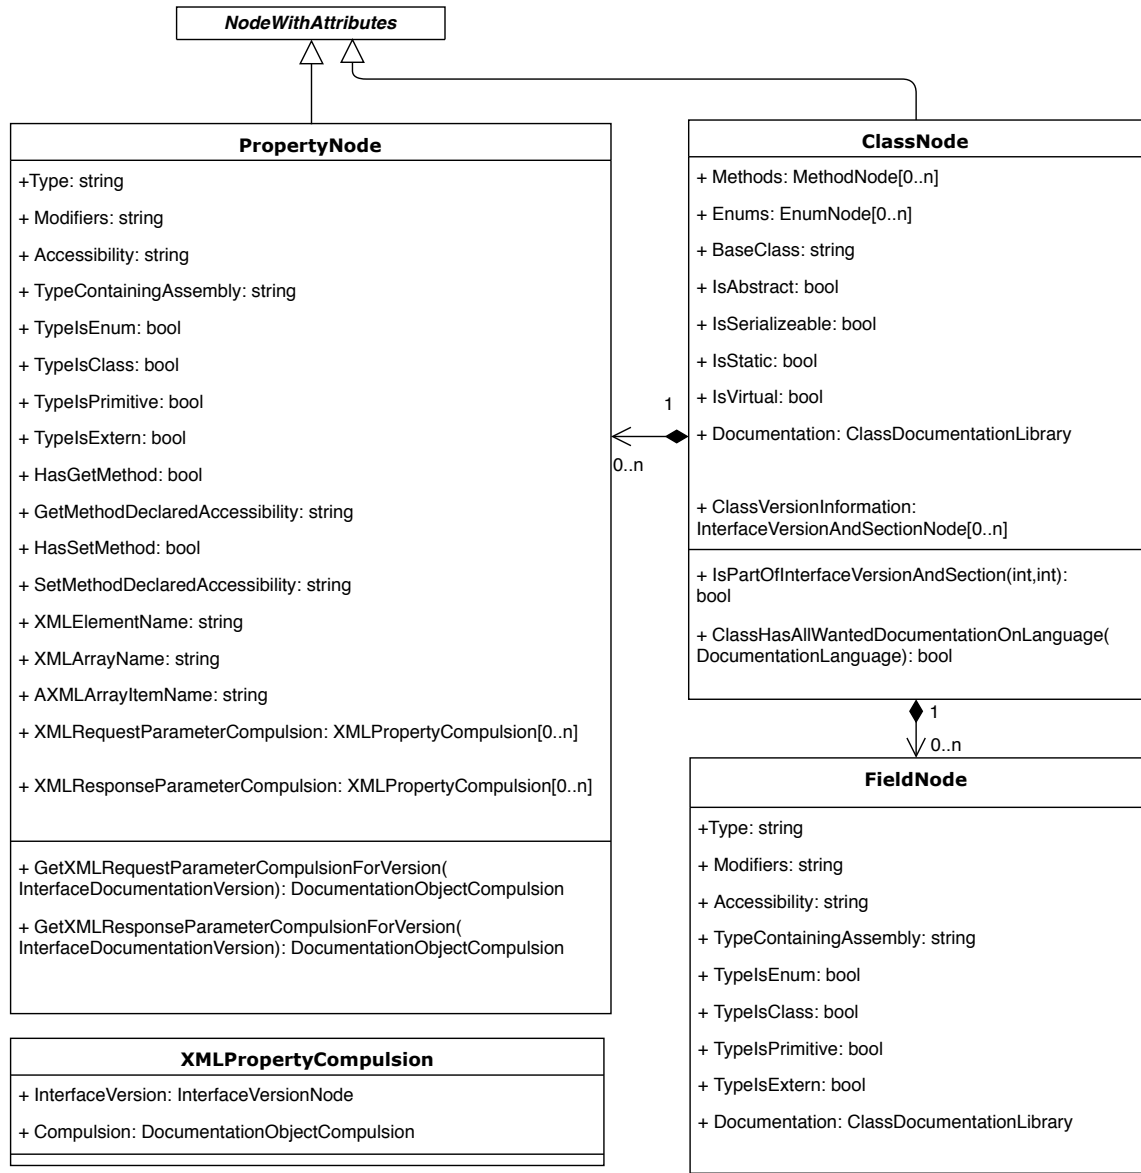 NodeWithAttributes
PropertyNode
+Type: string
+ Modifiers: string
+ Accessibility: string
+ TypeContainingAssembly: string
+ TypeIsEnum: bool
+ TypeIsClass: bool
+ TypeIsPrimitive: bool
+ TypeIsExtern: bool
+ HasGetMethod: bool
+ GetMethodDeclaredAccessibility: string
+ HasSetMethod: bool
+ SetMethodDeclaredAccessibility: string
+ XMLElementName: string
+ XMLArrayName: string
+ AXMLArrayItemName: string
+ XMLRequestParameterCompulsion: XMLPropertyCompulsion[0..n]
+ XMLResponseParameterCompulsion: XMLPropertyCompulsion[0..n]
+ GetXMLRequestParameterCompulsionForVersion(
InterfaceDocumentationVersion): DocumentationObjectCompulsion
+ GetXMLResponseParameterCompulsionForVersion(
InterfaceDocumentationVersion): DocumentationObjectCompulsion
ClassNode
+ Methods: MethodNode[0..n]
+ Enums: EnumNode[0..n]
+ BaseClass: string
+ IsAbstract: bool
+ IsSerializeable: bool
+ IsStatic: bool
+ IsVirtual: bool
+ Documentation: ClassDocumentationLibrary
+ ClassVersionInformation:
InterfaceVersionAndSectionNode[0..n]
+ IsPartOfInterfaceVersionAndSection(int,int):
bool
+ ClassHasAllWantedDocumentationOnLanguage(
DocumentationLanguage): bool
1
0..n
1
0..n
FieldNode
+Type: string
+ Modifiers: string
+ Accessibility: string
+ TypeContainingAssembly: string
+ TypeIsEnum: bool
+ TypeIsClass: bool
+ TypeIsPrimitive: bool
+ TypeIsExtern: bool
+ Documentation: ClassDocumentationLibrary
XMLPropertyCompulsion
+ InterfaceVersion: InterfaceVersionNode
+ Compulsion: DocumentationObjectCompulsion